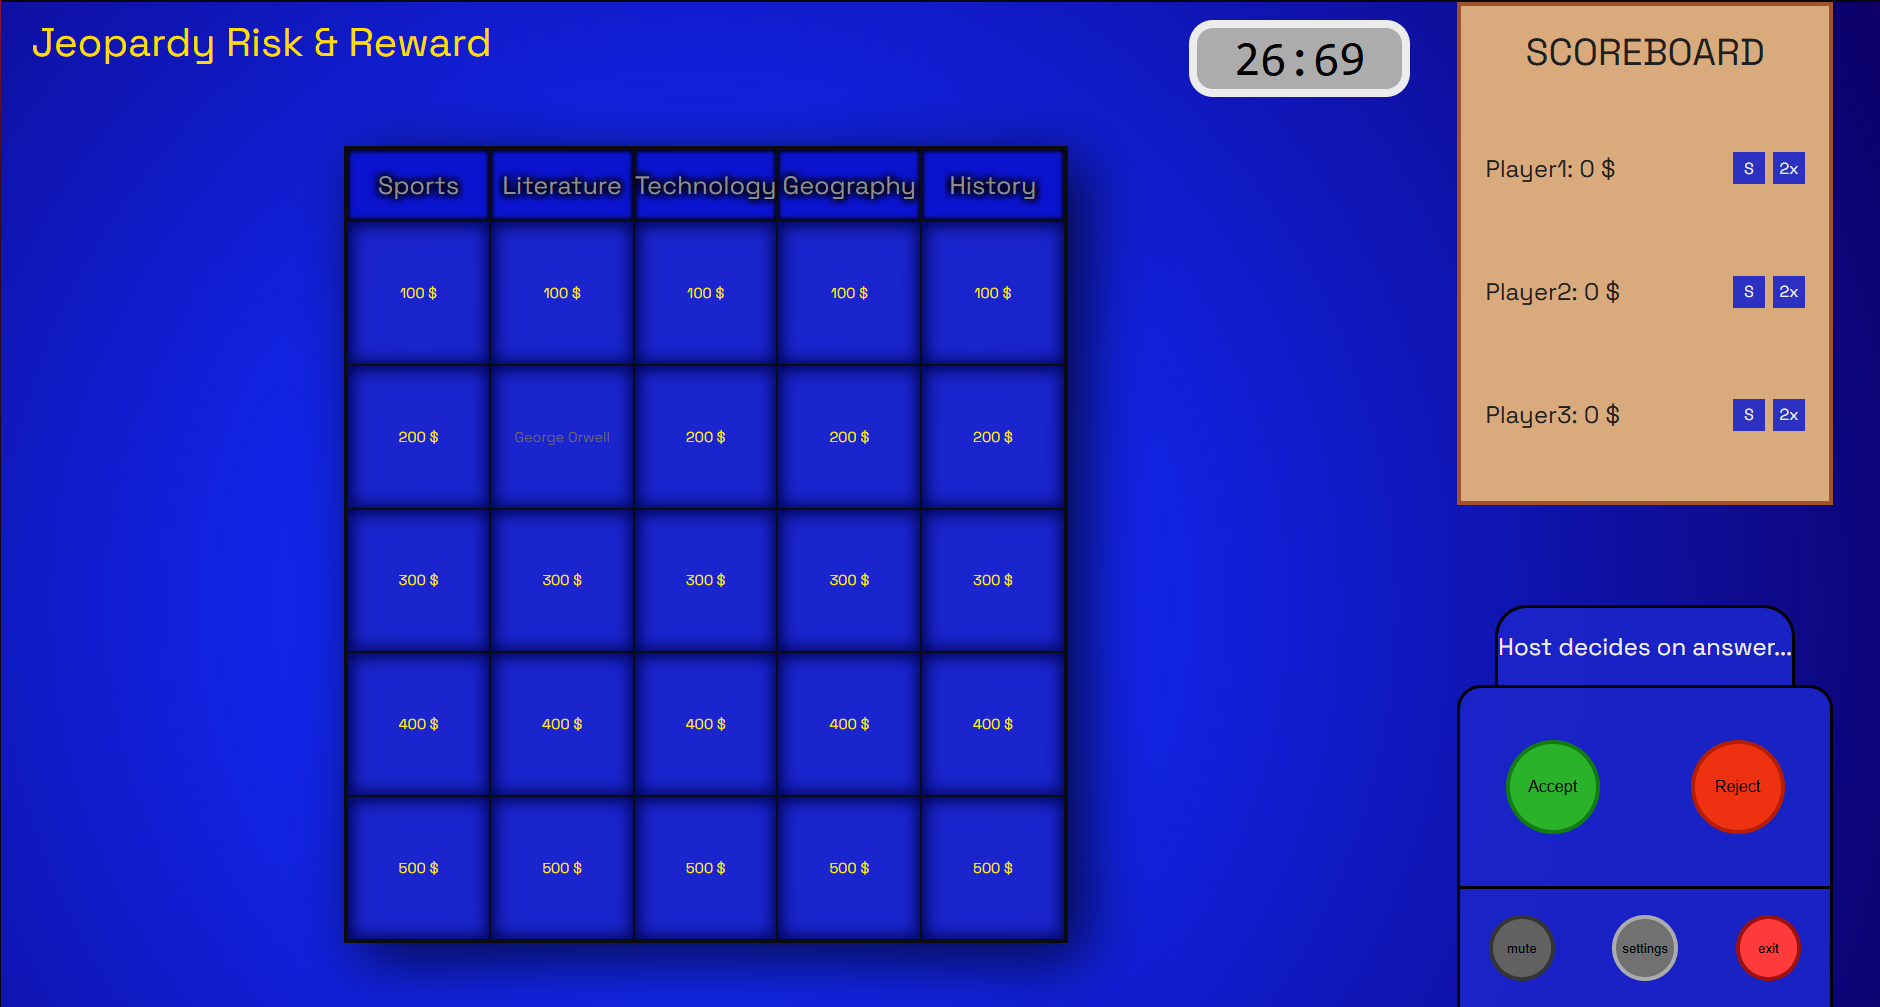 Jeopardy Risk & Reward
26:69
Sports Literature Technology Geography History
100 $ 100 $ 100 $ 100 $ 100 $
200 $ George Orwell 200 $ 200 $ 200 $
300 $ 300 $ 300 $ 300 $ 300 $
400 $ 400 $ 400 $ 400 $ 400 $
500 $ 500 $ 500 $ 500 $ 500 $
SCOREBOARD
Player1: 0 $ S 2x
Player2: 0 $ S 2x
Player3: 0 $ S 2x
Host decides on answer...
Accept Reject
mute settings exit